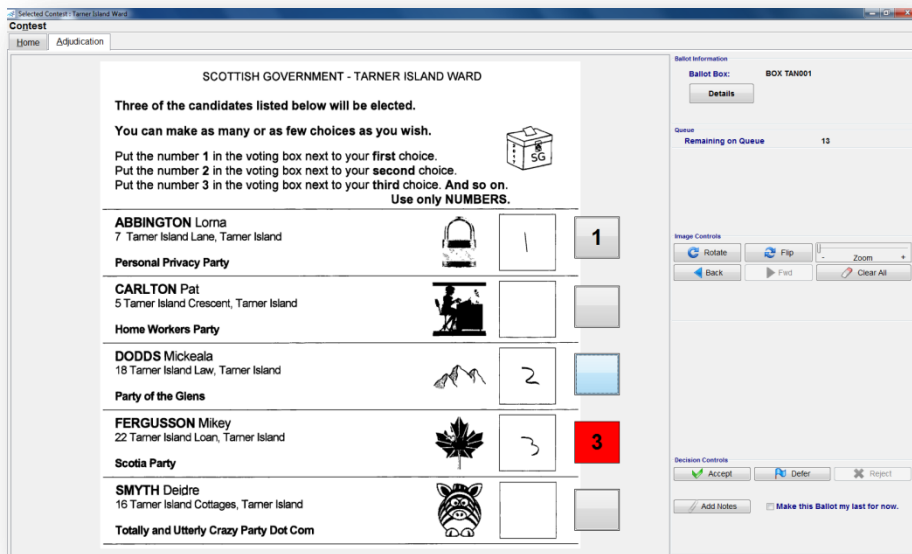 Selected Contest : Tarner Island Ward
Contest
Home Adjudication
SCOTTISH GOVERNMENT - TARNER ISLAND WARD
Three of the candidates listed below will be elected.
You can make as many or as few choices as you wish.
Put the number 1 in the voting box next to your first choice.
Put the number 2 in the voting box next to your second choice.
Put the number 3 in the voting box next to your third choice. And so on.
Use only NUMBERS.
SG
ABBINGTON Lorna
7 Tarner Island Lane, Tarner Island
Personal Privacy Party
1 1
CARLTON Pat
5 Tarner Island Crescent, Tarner Island
Home Workers Party
DODDS Mickeala
18 Tarner Island Law, Tarner Island
Party of the Glens
2
FERGUSSON Mikey
22 Tarner Island Loan, Tarner Island
Scotia Party
3 3
SMYTH Deidre
16 Tarner Island Cottages, Tarner Island
Totally and Utterly Crazy Party Dot Com
Ballot Information
Ballot Box: BOX TAN001
Details
Queue
Remaining on Queue 13
Image Controls
Rotate Flip - Zoom +
Back Fwd Clear All
Decision Controls
Accept Defer Reject
Add Notes Make this Ballot my last for now.